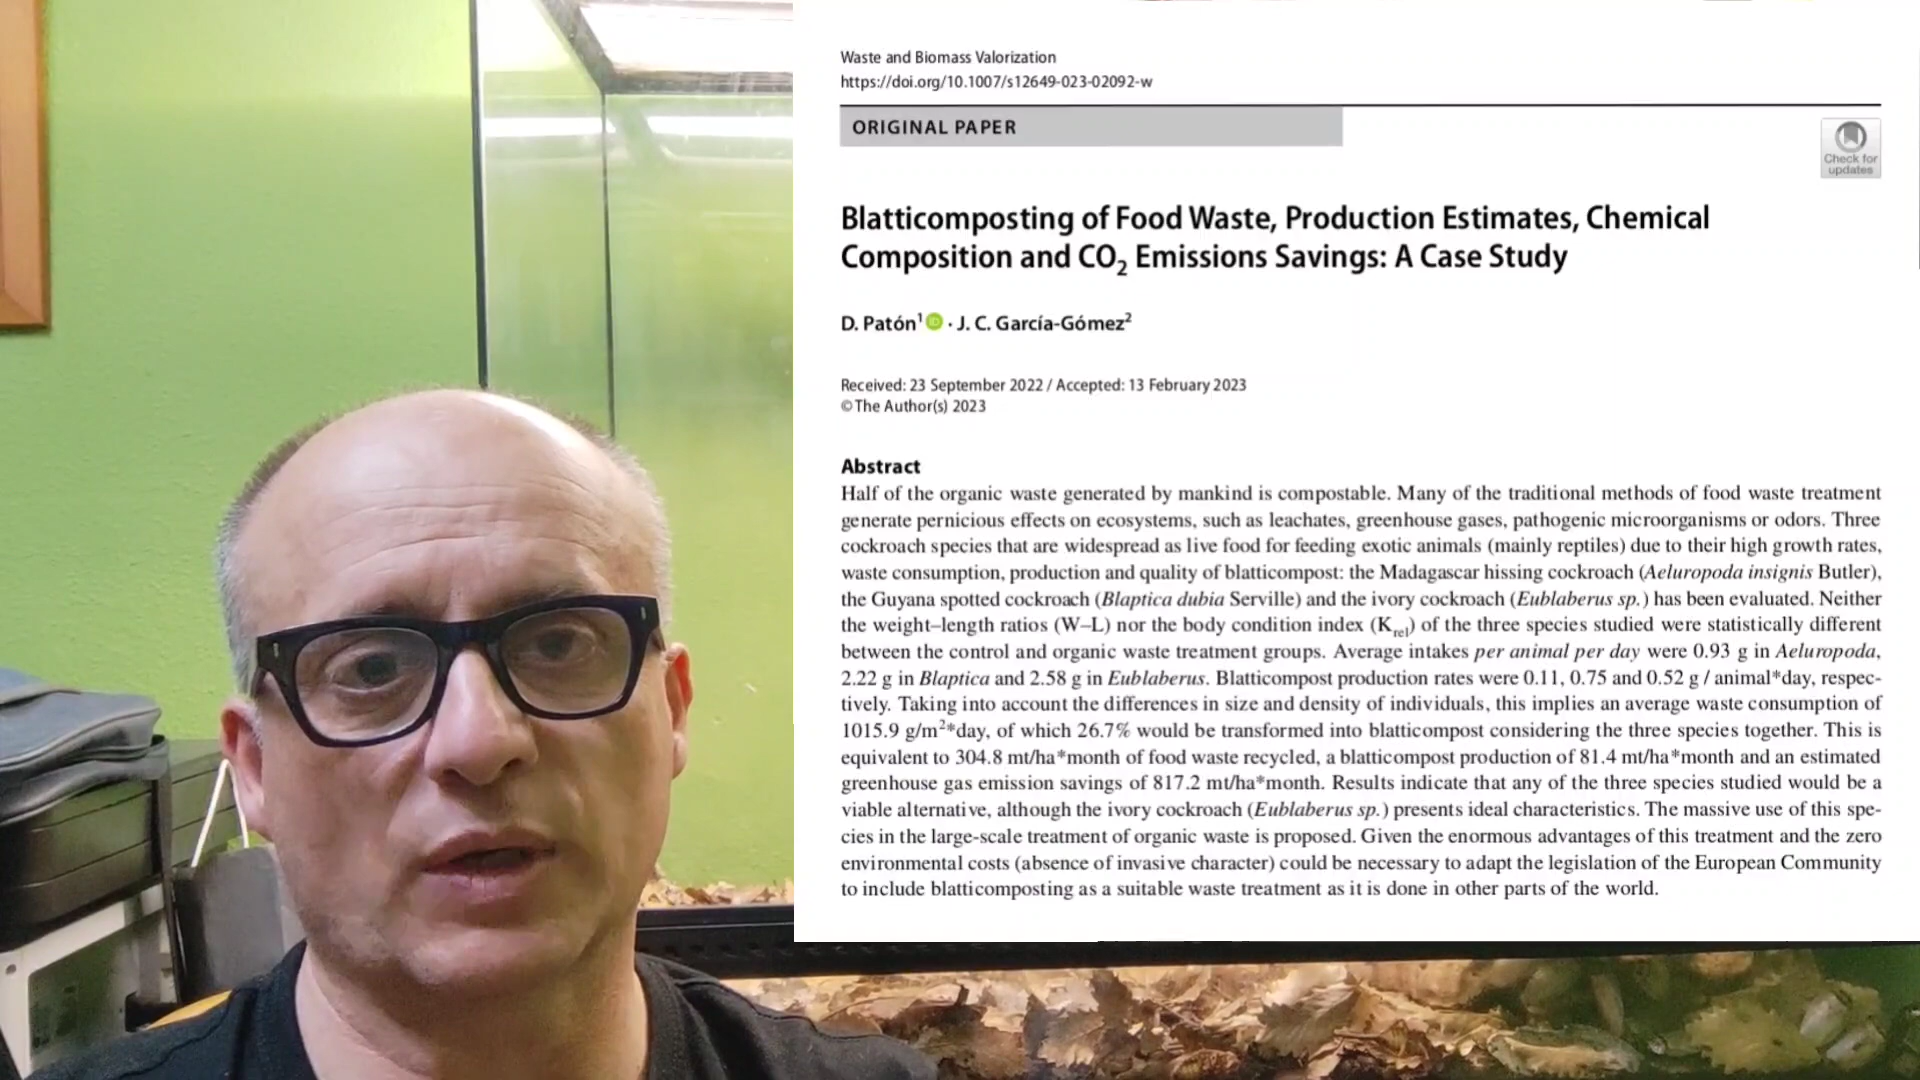 Waste and Biomass Valorization
https://doi.org/10.1007/s12649-023-02092-w
ORIGINAL PAPER
Check for
updates
Blatticomposting of Food Waste, Production Estimates, Chemical
Composition and CO₂ Emissions Savings: A Case Study
D. Patón¹ iD · J. C. García-Gómez²
Received: 23 September 2022 / Accepted: 13 February 2023
© The Author(s) 2023
Abstract
Half of the organic waste generated by mankind is compostable. Many of the traditional methods of food waste treatment
generate pernicious effects on ecosystems, such as leachates, greenhouse gases, pathogenic microorganisms or odors. Three
cockroach species that are widespread as live food for feeding exotic animals (mainly reptiles) due to their high growth rates,
waste consumption, production and quality of blatticompost: the Madagascar hissing cockroach (Aeluropoda insignis Butler),
the Guyana spotted cockroach (Blaptica dubia Serville) and the ivory cockroach (Eublaberus sp.) has been evaluated. Neither
the weight–length ratios (W–L) nor the body condition index (Krel) of the three species studied were statistically different
between the control and organic waste treatment groups. Average intakes per animal per day were 0.93 g in Aeluropoda,
2.22 g in Blaptica and 2.58 g in Eublaberus. Blatticompost production rates were 0.11, 0.75 and 0.52 g / animal*day, respec-
tively. Taking into account the differences in size and density of individuals, this implies an average waste consumption of
1015.9 g/m²*day, of which 26.7% would be transformed into blatticompost considering the three species together. This is
equivalent to 304.8 mt/ha*month of food waste recycled, a blatticompost production of 81.4 mt/ha*month and an estimated
greenhouse gas emission savings of 817.2 mt/ha*month. Results indicate that any of the three species studied would be a
viable alternative, although the ivory cockroach (Eublaberus sp.) presents ideal characteristics. The massive use of this spe-
cies in the large-scale treatment of organic waste is proposed. Given the enormous advantages of this treatment and the zero
environmental costs (absence of invasive character) could be necessary to adapt the legislation of the European Community
to include blatticomposting as a suitable waste treatment as it is done in other parts of the world.